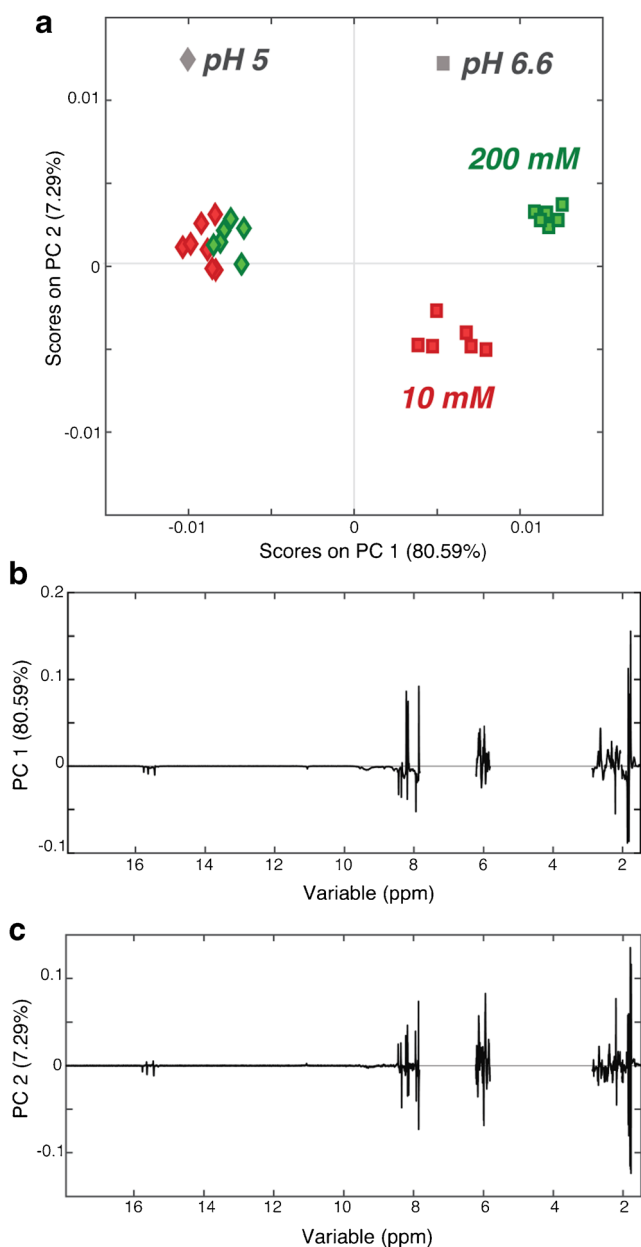 a
pH 5
pH 6.6
200 mM
10 mM
0.01
0
-0.01
Scores on PC 2 (7.29%)
-0.01
0
0.01
Scores on PC 1 (80.59%)
b
0.2
0.1
0
-0.1
PC 1 (80.59%)
16
14
12
10
8
6
4
2
Variable (ppm)
c
0.1
0
-0.1
PC 2 (7.29%)
16
14
12
10
8
6
4
2
Variable (ppm)